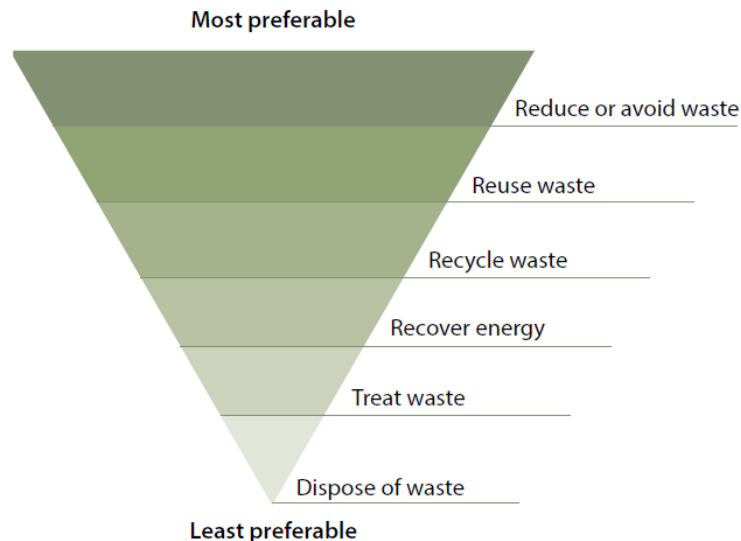 Most preferable
Reduce or avoid waste
Reuse waste
Recycle waste
Recover energy
Treat waste
Dispose of waste
Least preferable